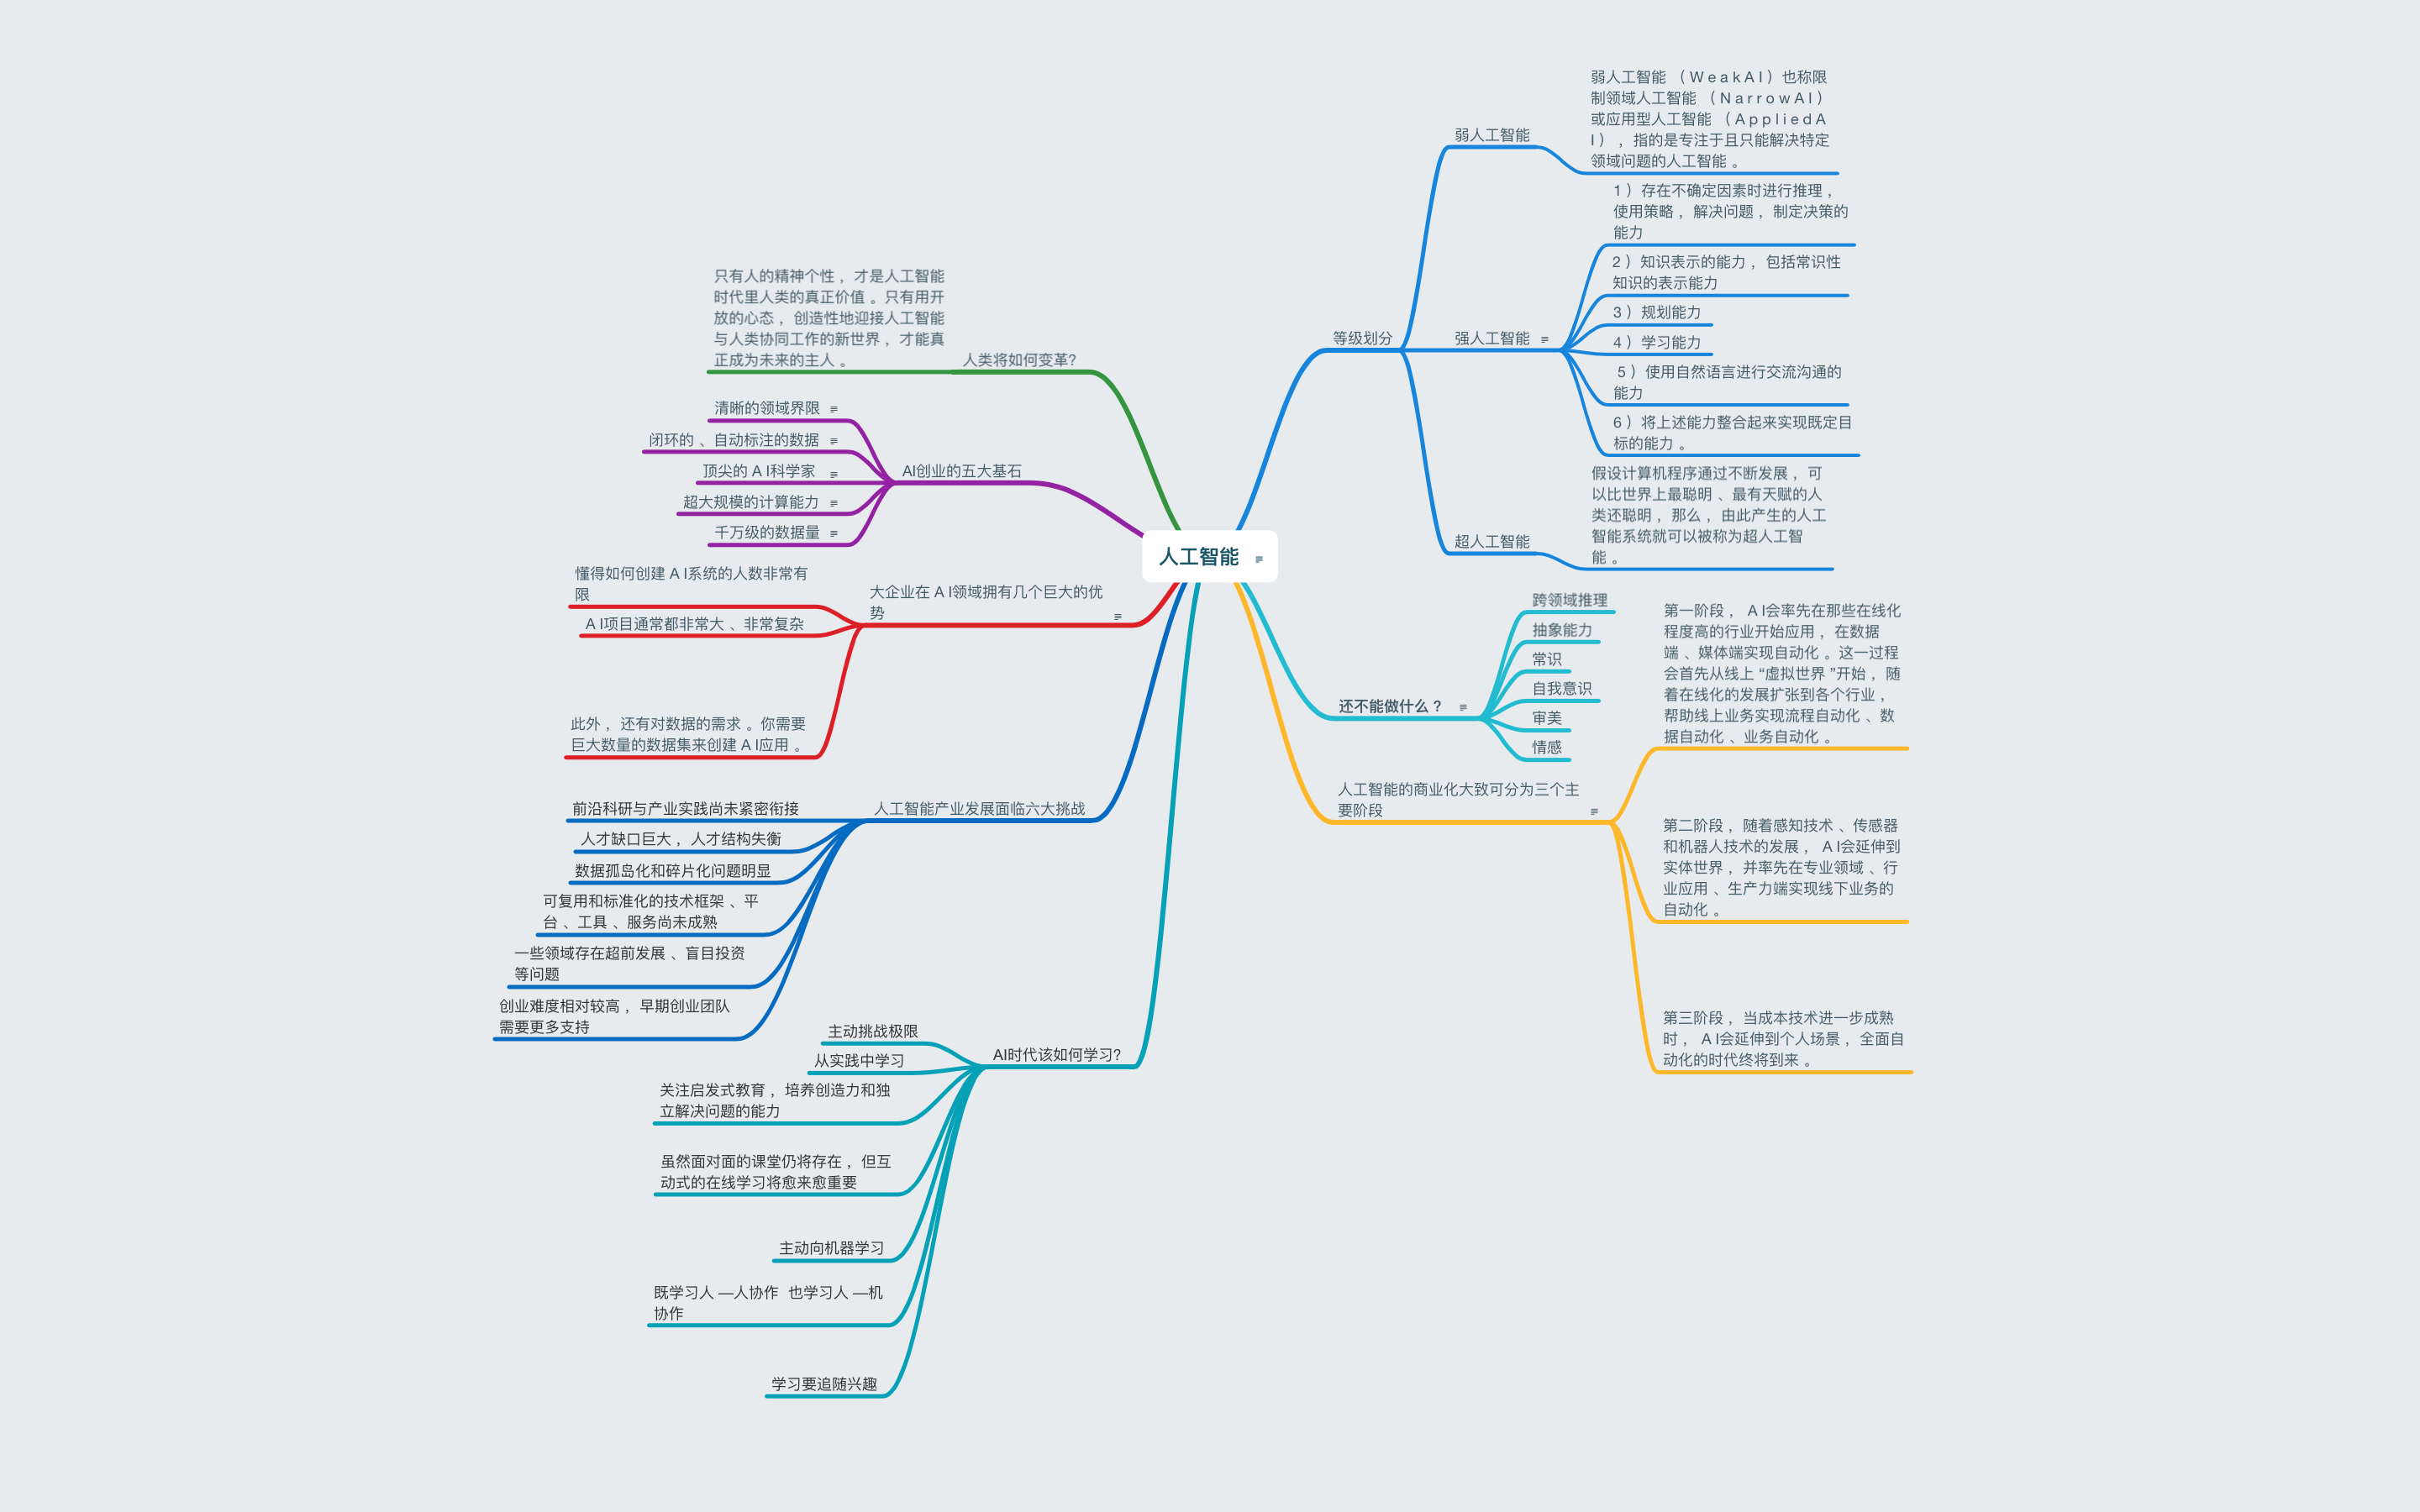 人工智能
等级划分
弱人工智能
弱人工智能 （WeakAI）也称限
制领域人工智能 （NarrowAI）
或应用型人工智能 （AppliedA
I），指的是专注于且只能解决特定
领域问题的人工智能 。
强人工智能
1 ）存在不确定因素时进行推理，
使用策略，解决问题，制定决策的
能力
2 ）知识表示的能力，包括常识性
知识的表示能力
3 ）规划能力
4 ）学习能力
5 ）使用自然语言进行交流沟通的
能力
6 ）将上述能力整合起来实现既定目
标的能力 。
超人工智能
假设计算机程序通过不断发展，可
以比世界上最聪明 、最有天赋的人
类还聪明，那么，由此产生的人工
智能系统就可以被称为超人工智
能 。
还不能做什么 ?
跨领域推理
抽象能力
常识
自我意识
审美
情感
人工智能的商业化大致可分为三个主
要阶段
第一阶段， A I会率先在那些在线化
程度高的行业开始应用，在数据
端 、媒体端实现自动化 。这一过程
会首先从线上 “虚拟世界 ”开始，随
着在线化的发展扩张到各个行业，
帮助线上业务实现流程自动化 、数
据自动化 、业务自动化 。
第二阶段，随着感知技术 、传感器
和机器人技术的发展， A I会延伸到
实体世界，并率先在专业领域 、行
业应用 、生产力端实现线下业务的
自动化 。
第三阶段，当成本技术进一步成熟
时， A I会延伸到个人场景，全面自
动化的时代终将到来 。
人类将如何变革?
只有人的精神个性，才是人工智能
时代里人类的真正价值 。只有用开
放的心态，创造性地迎接人工智能
与人类协同工作的新世界，才能真
正成为未来的主人 。
AI创业的五大基石
清晰的领域界限
闭环的 、自动标注的数据
顶尖的 A I科学家
超大规模的计算能力
千万级的数据量
大企业在 A I领域拥有几个巨大的优
势
懂得如何创建 A I系统的人数非常有
限
A I项目通常都非常大 、非常复杂
此外，还有对数据的需求 。你需要
巨大数量的数据集来创建 A I应用 。
人工智能产业发展面临六大挑战
前沿科研与产业实践尚未紧密衔接
人才缺口巨大，人才结构失衡
数据孤岛化和碎片化问题明显
可复用和标准化的技术框架 、平
台 、工具 、服务尚未成熟
一些领域存在超前发展 、盲目投资
等问题
创业难度相对较高，早期创业团队
需要更多支持
AI时代该如何学习?
主动挑战极限
从实践中学习
关注启发式教育，培养创造力和独
立解决问题的能力
虽然面对面的课堂仍将存在，但互
动式的在线学习将愈来愈重要
主动向机器学习
既学习人 —人协作  也学习人 —机
协作
学习要追随兴趣